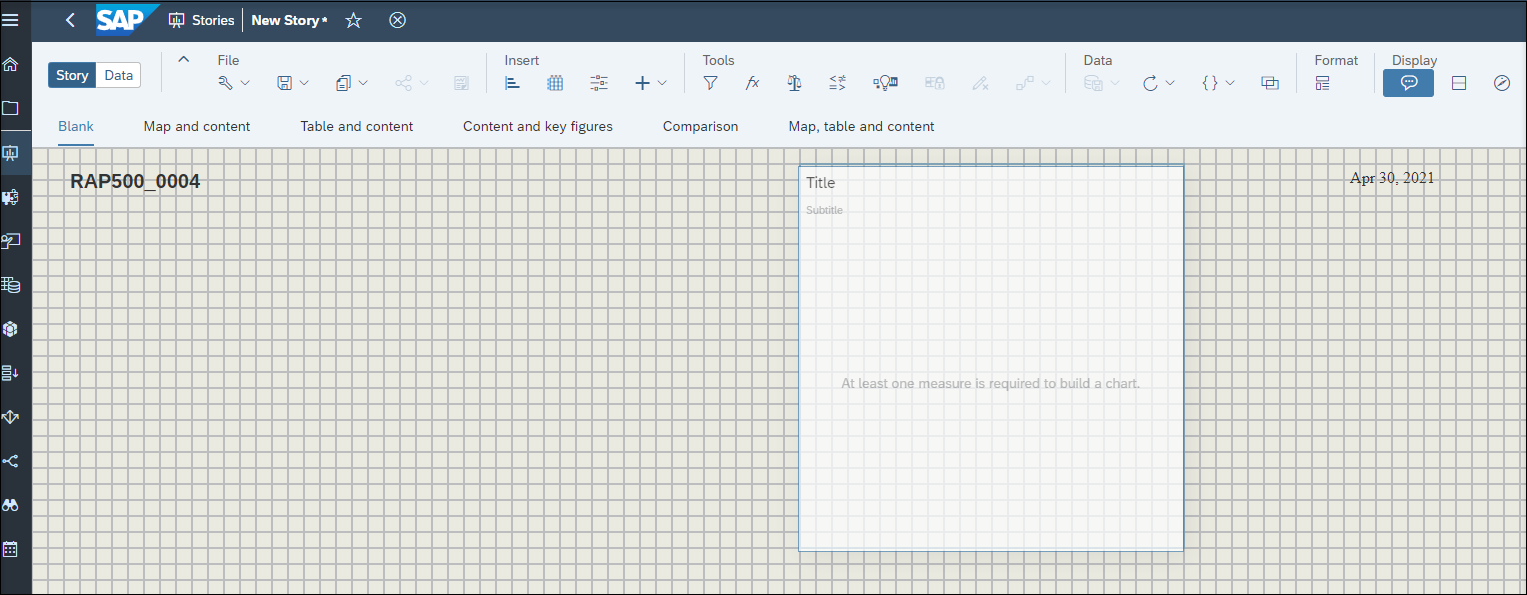 SAP Stories New Story *
File Insert Tools Data Format Display
Story Data
fx
Blank Map and content Table and content Content and key figures Comparison Map, table and content
RAP500_0004
Title
Apr 30, 2021
Subtitle
At least one measure is required to build a chart.